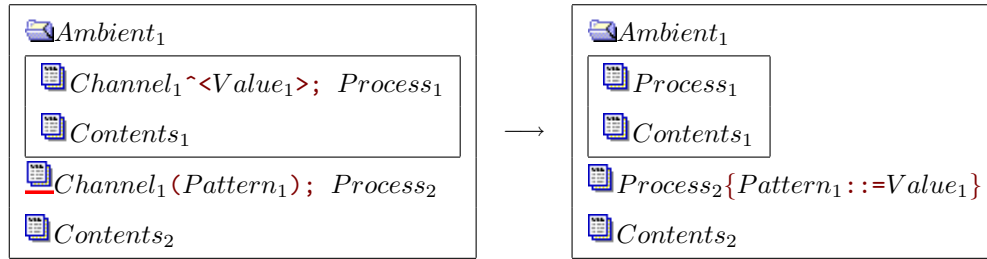 Ambient₁
Channel₁^<Value₁>; Process₁
Contents₁
Channel₁(Pattern₁); Process₂
Contents₂
⟶
Ambient₁
Process₁
Contents₁
Process₂{Pattern₁::=Value₁}
Contents₂